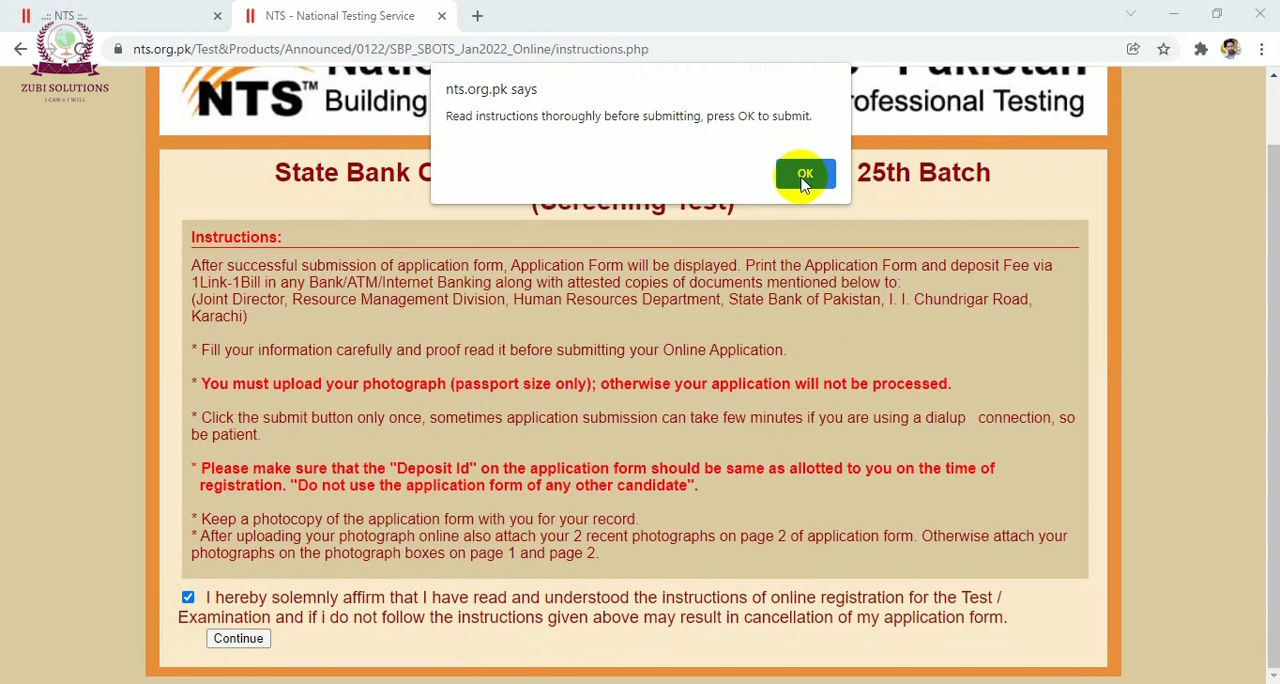 .:: NTS ::.
NTS - National Testing Service
nts.org.pk/Test&Products/Announced/0122/SBP_SBOTS_Jan2022_Online/instructions.php
ZUBI SOLUTIONS
I CAN & I WILL
NTS™ Building
Pakistan
rofessional Testing
nts.org.pk says
Read instructions thoroughly before submitting, press OK to submit.
OK
State Bank 25th Batch
(Screening Test)
Instructions:
After successful submission of application form, Application Form will be displayed. Print the Application Form and deposit Fee via
1Link-1Bill in any Bank/ATM/Internet Banking along with attested copies of documents mentioned below to:
(Joint Director, Resource Management Division, Human Resources Department, State Bank of Pakistan, I. I. Chundrigar Road,
Karachi)
* Fill your information carefully and proof read it before submitting your Online Application.
* You must upload your photograph (passport size only); otherwise your application will not be processed.
* Click the submit button only once, sometimes application submission can take few minutes if you are using a dialup connection, so
be patient.
* Please make sure that the "Deposit Id" on the application form should be same as allotted to you on the time of
registration. "Do not use the application form of any other candidate".
* Keep a photocopy of the application form with you for your record.
* After uploading your photograph online also attach your 2 recent photographs on page 2 of application form. Otherwise attach your
photographs on the photograph boxes on page 1 and page 2.
I hereby solemnly affirm that I have read and understood the instructions of online registration for the Test /
Examination and if i do not follow the instructions given above may result in cancellation of my application form.
Continue